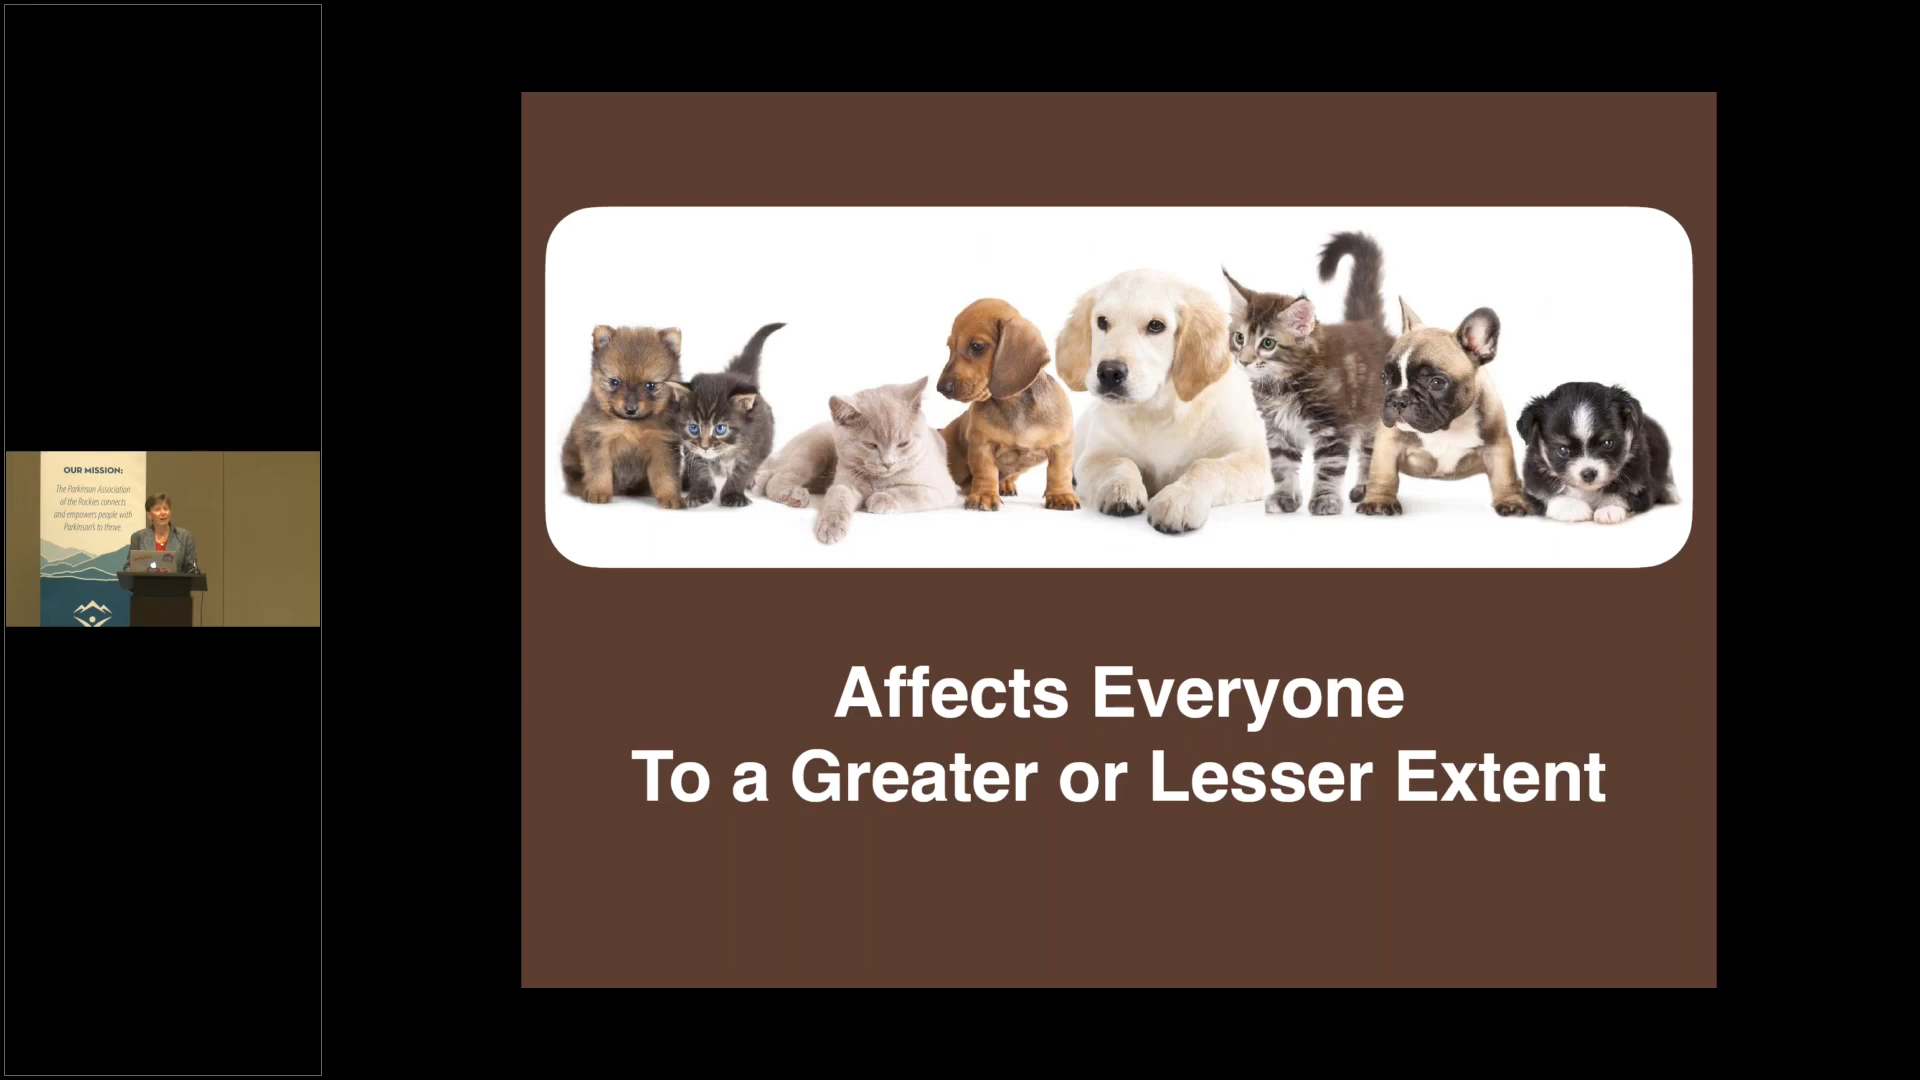 OUR MISSION:
The Parkinson Association
of the Rockies connects
and empowers people with
Parkinson's to thrive.
Affects Everyone
To a Greater or Lesser Extent